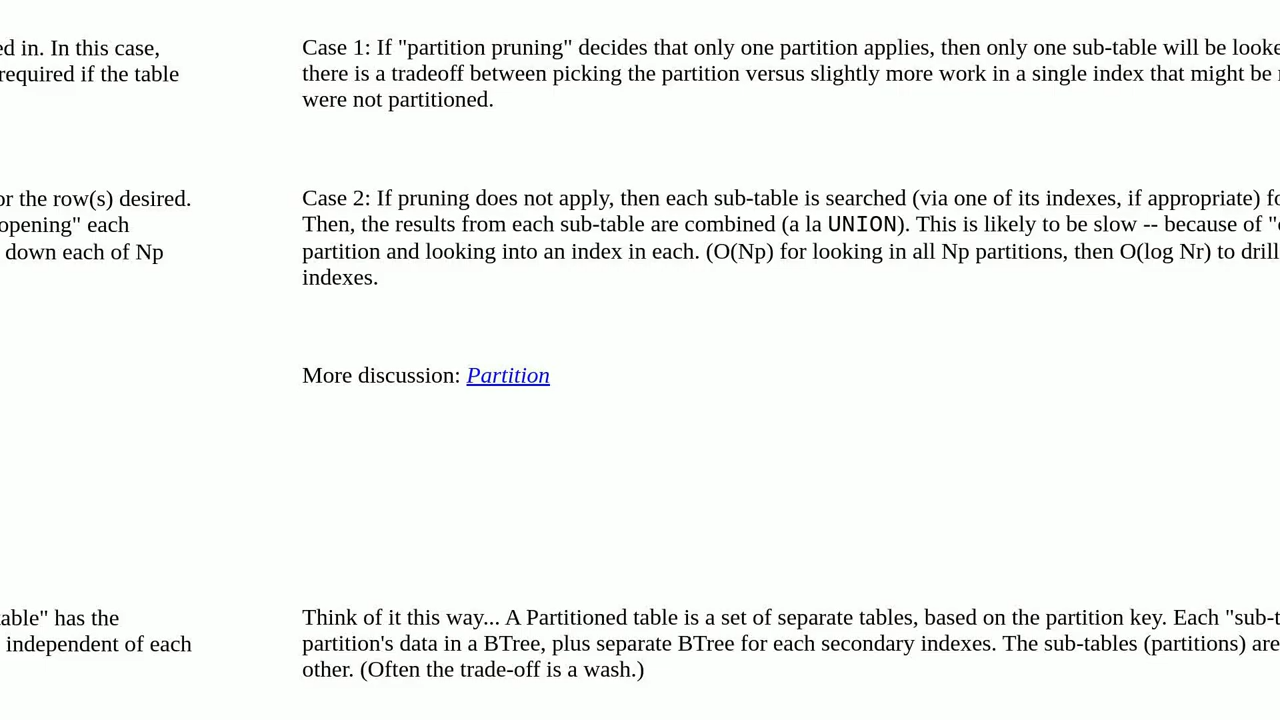 ed in. In this case,
required if the table
or the row(s) desired.
opening" each
down each of Np
table" has the
independent of each
Case 1: If "partition pruning" decides that only one partition applies, then only one sub-table will be looke
there is a tradeoff between picking the partition versus slightly more work in a single index that might be
were not partitioned.
Case 2: If pruning does not apply, then each sub-table is searched (via one of its indexes, if appropriate) fo
Then, the results from each sub-table are combined (a la UNION). This is likely to be slow -- because of "
partition and looking into an index in each. (O(Np) for looking in all Np partitions, then O(log Nr) to drill
indexes.
More discussion: Partition
Think of it this way... A Partitioned table is a set of separate tables, based on the partition key. Each "sub-t
partition's data in a BTree, plus separate BTree for each secondary indexes. The sub-tables (partitions) are
other. (Often the trade-off is a wash.)